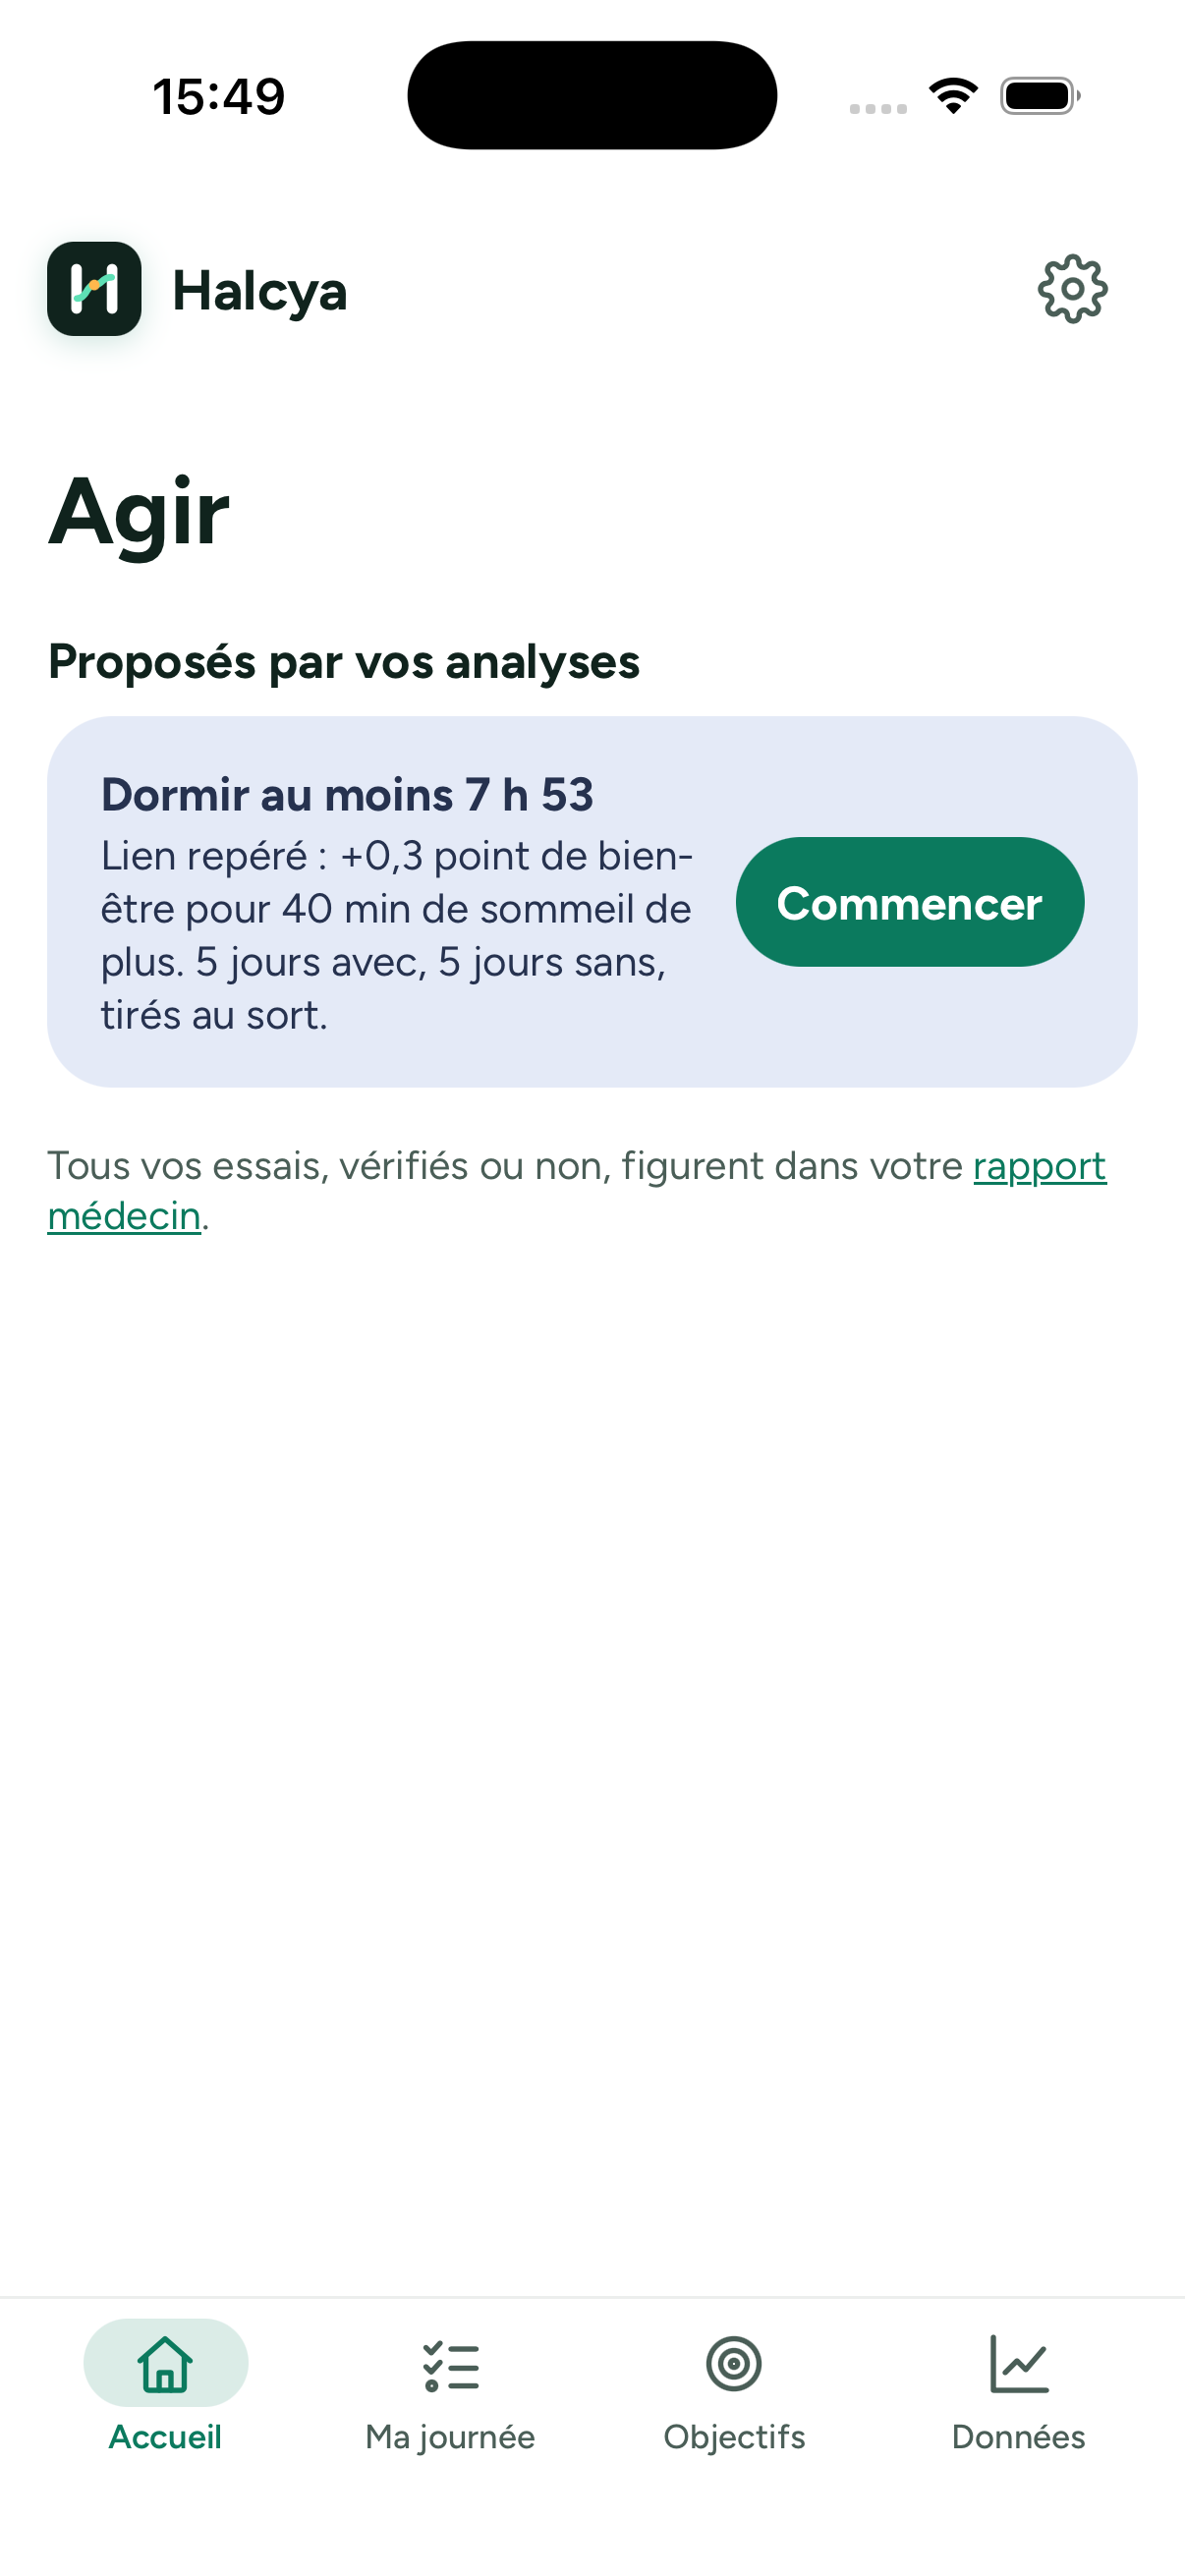 15:49
Halcya
Agir
Proposés par vos analyses
Dormir au moins 7 h 53
Lien repéré : +0,3 point de bien-
être pour 40 min de sommeil de
plus. 5 jours avec, 5 jours sans,
tirés au sort.
Commencer
Tous vos essais, vérifiés ou non, figurent dans votre rapport
médecin.
Accueil
Ma journée
Objectifs
Données